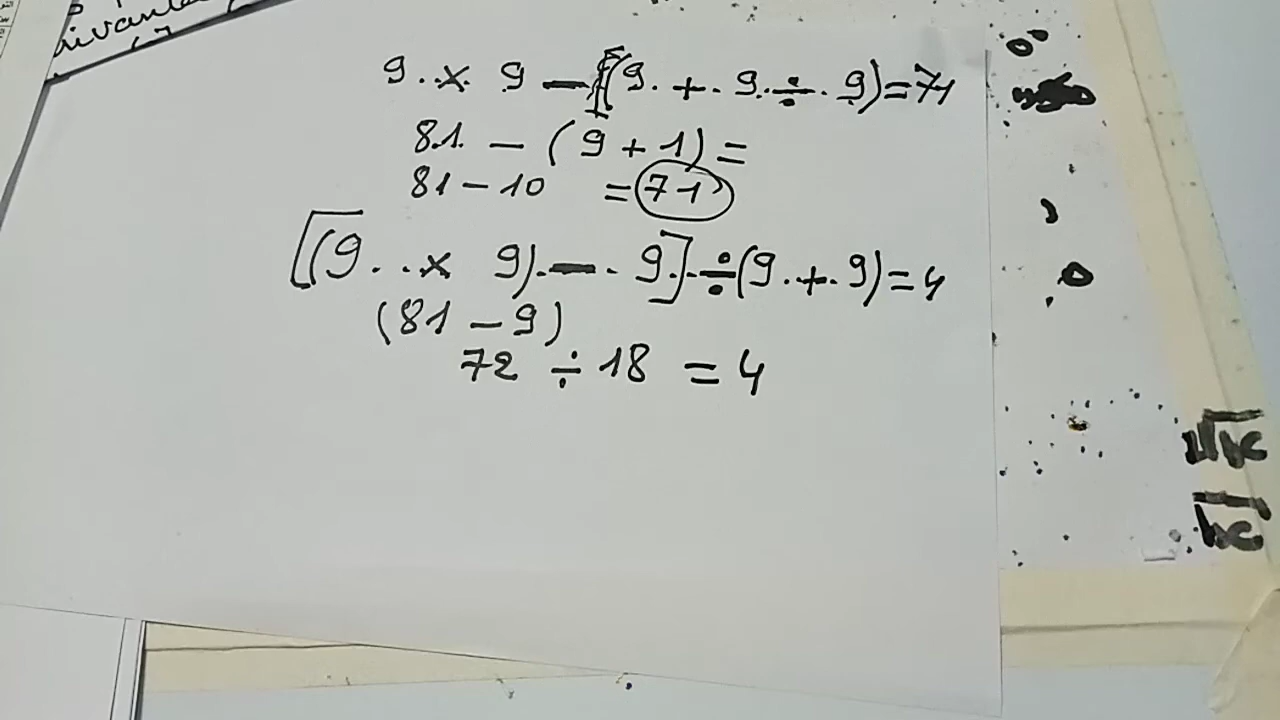 9..x 9 - [(9.+.9.÷.9)=71
81. - (9+1)=
81-10 =71
[(9..x 9).-.9].÷(9.+.9)=4
(81-9)
72 ÷18 =4